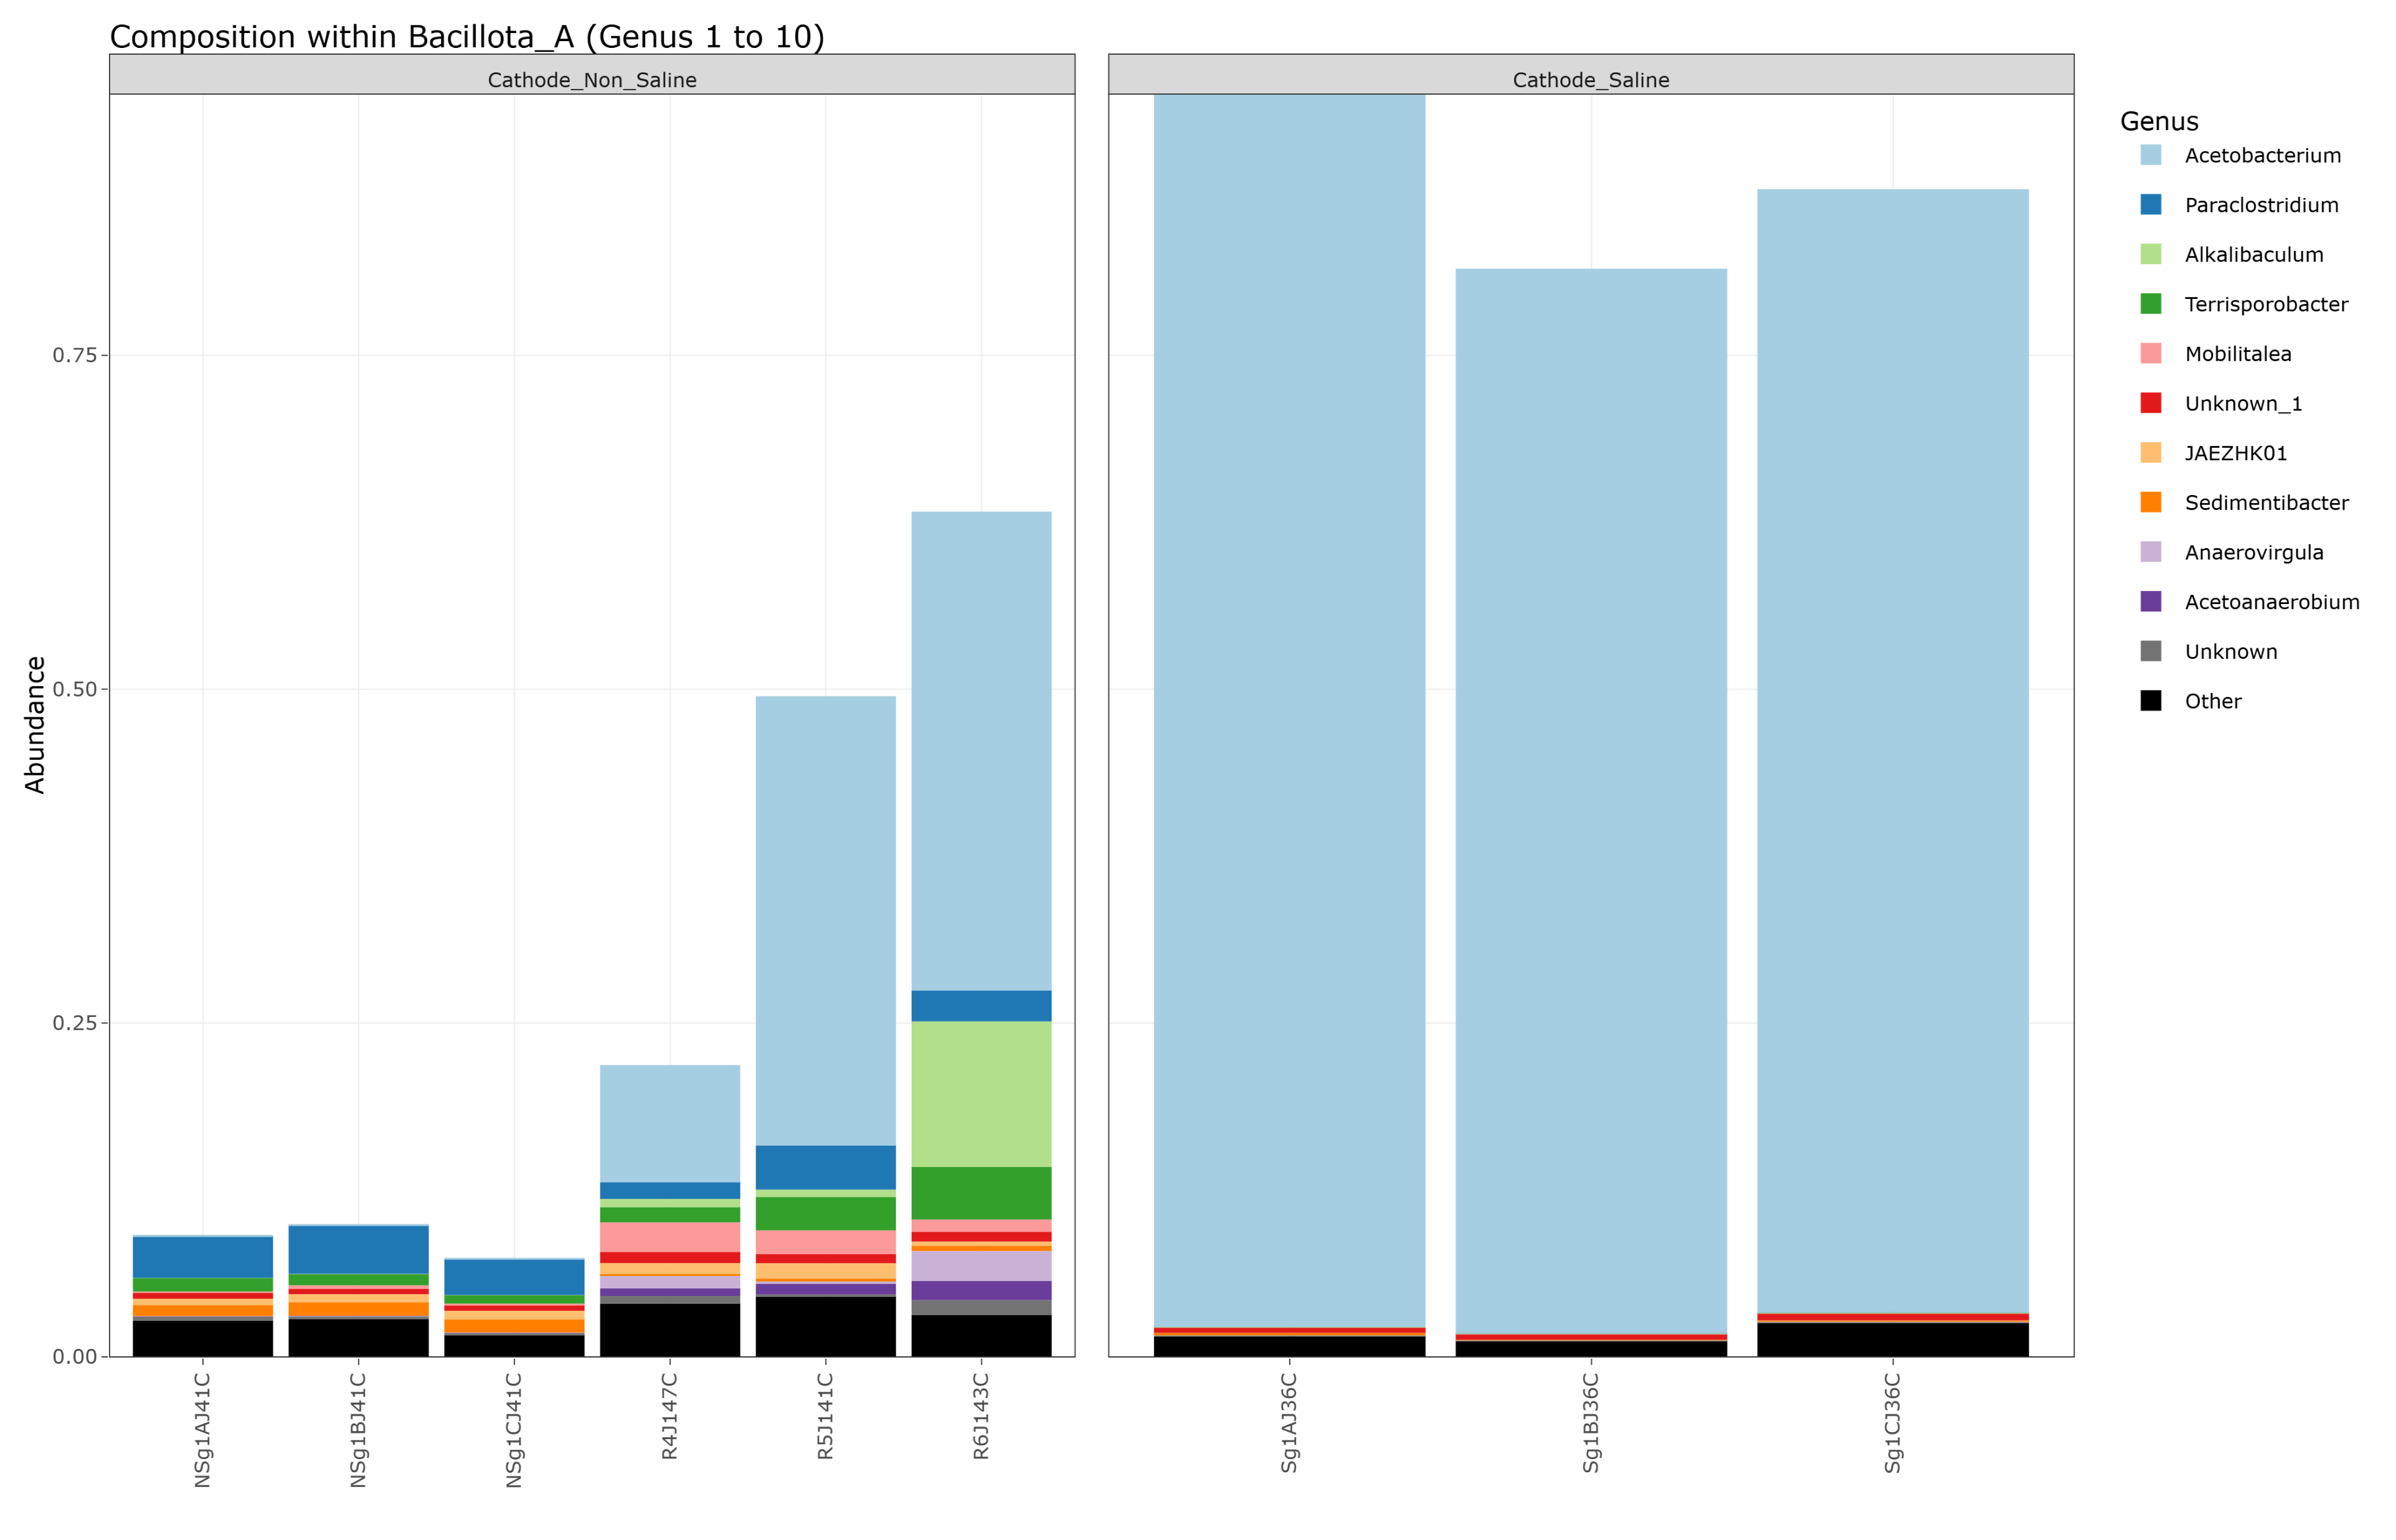 Composition within Bacillota_A (Genus 1 to 10)
Cathode_Non_Saline
Cathode_Saline
Abundance
0.75
0.50
0.25
0.00
NSg1AJ41C
NSg1BJ41C
NSg1CJ41C
R4J147C
R5J141C
R6J143C
Sg1AJ36C
Sg1BJ36C
Sg1CJ36C
Genus
Acetobacterium
Paraclostridium
Alkalibaculum
Terrisporobacter
Mobilitalea
Unknown_1
JAEZHK01
Sedimentibacter
Anaerovirgula
Acetoanaerobium
Unknown
Other